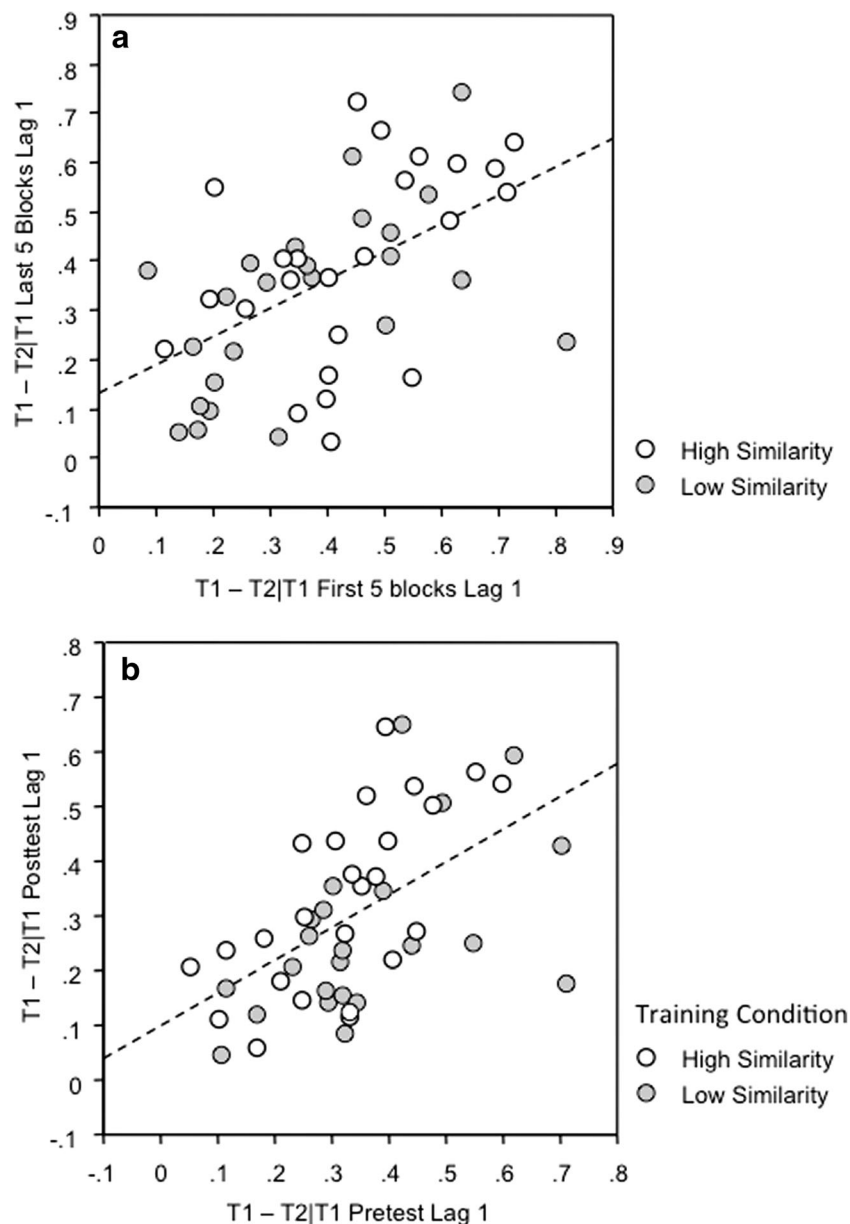 a
T1 – T2|T1 Last 5 Blocks Lag 1
.9
.8
.7
.6
.5
.4
.3
.2
.1
0
-.1
0 .1 .2 .3 .4 .5 .6 .7 .8 .9
T1 – T2|T1 First 5 blocks Lag 1
High Similarity
Low Similarity
b
T1 – T2|T1 Posttest Lag 1
.8
.7
.6
.5
.4
.3
.2
.1
0
-.1
-.1 0 .1 .2 .3 .4 .5 .6 .7 .8
T1 – T2|T1 Pretest Lag 1
Training Condition
High Similarity
Low Similarity